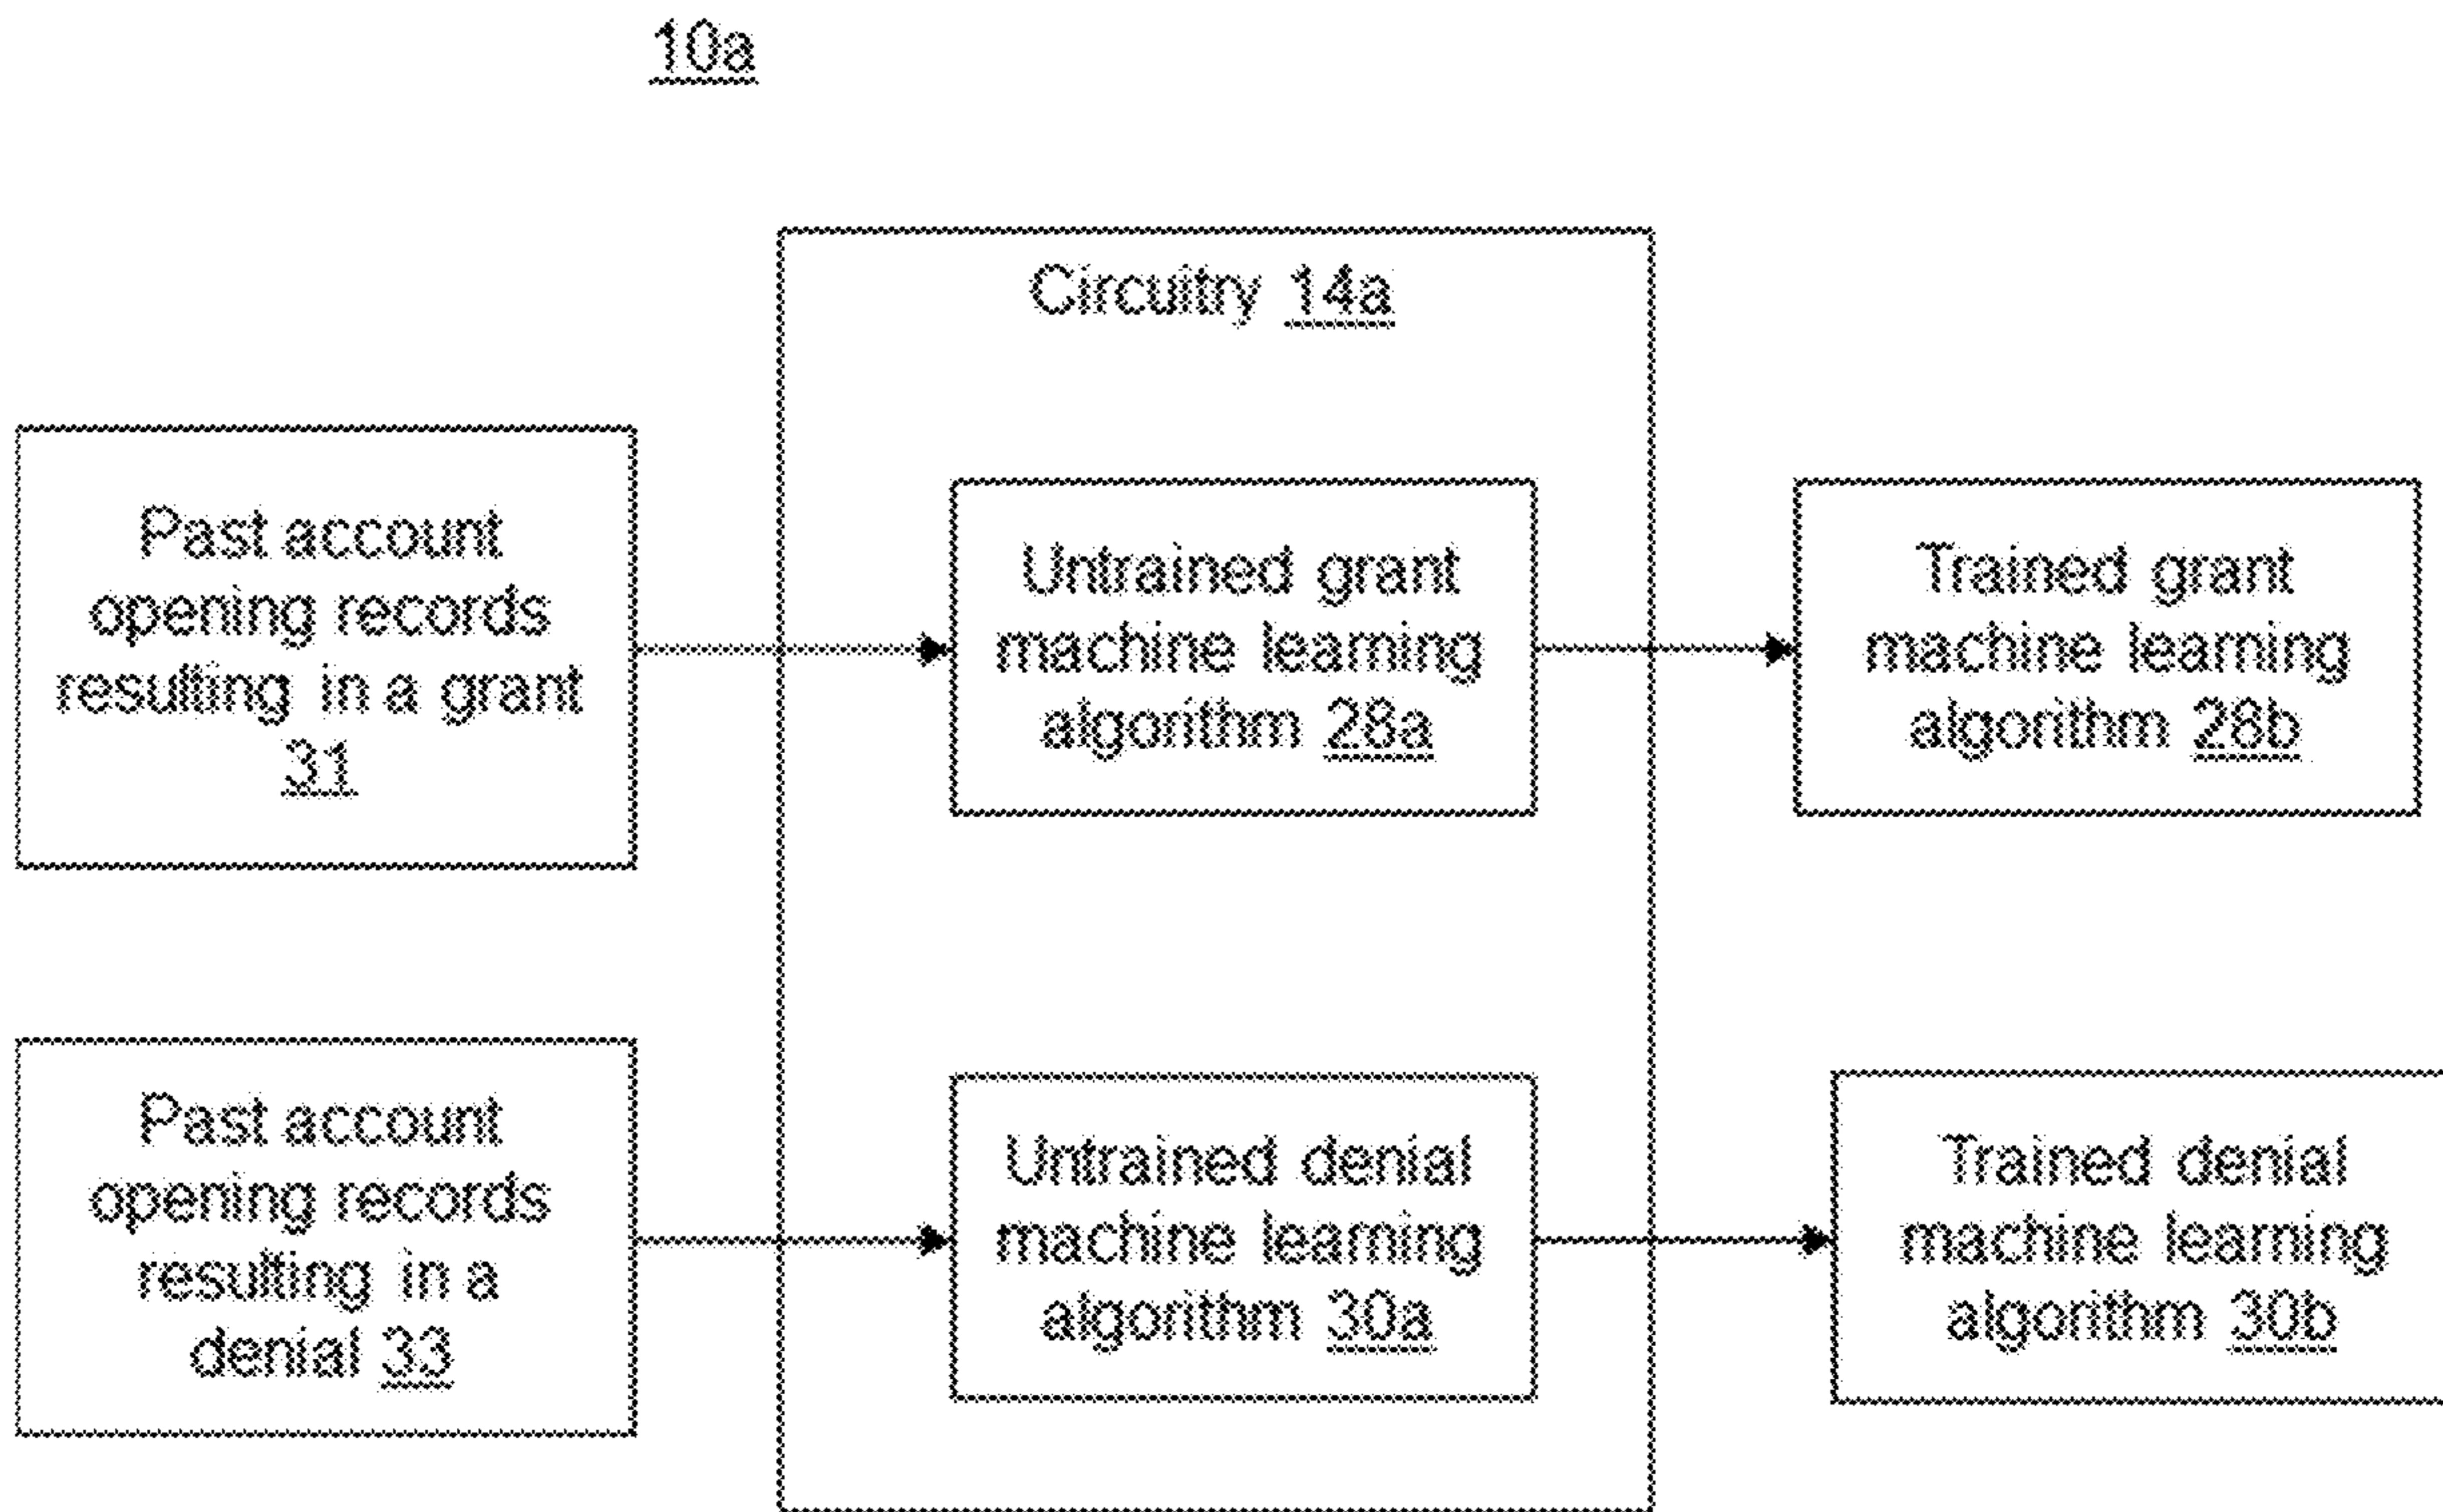 10a
Circuitry 14a
Past account
opening records
resulting in a grant
31
Untrained grant
machine learning
algorithm 28a
Trained grant
machine learning
algorithm 28b
Past account
opening records
resulting in a
denial 33
Untrained denial
machine learning
algorithm 30a
Trained denial
machine learning
algorithm 30b